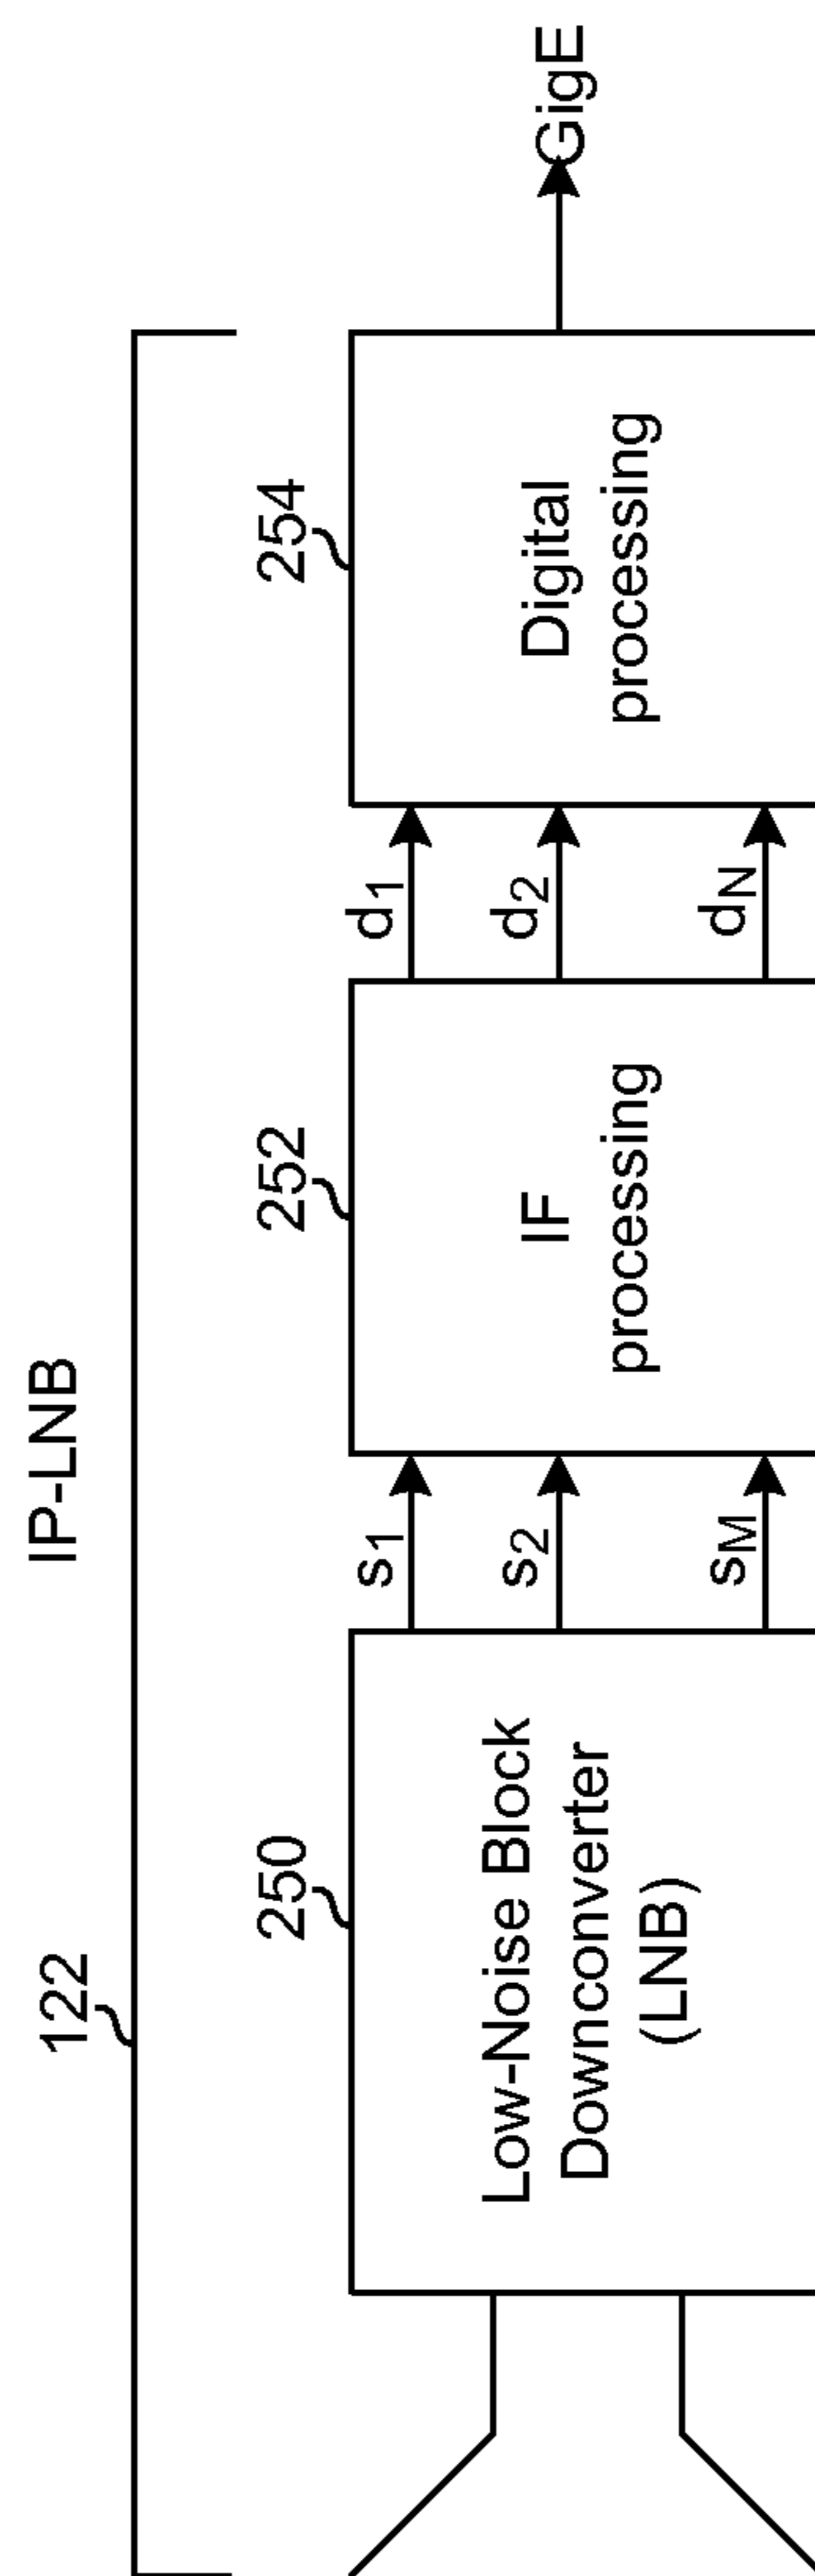 IP-LNB
122
250
252
254
Low-Noise Block
Downconverter
(LNB)
s1
s2
sM
IF
processing
d1
d2
dN
Digital
processing
GigE